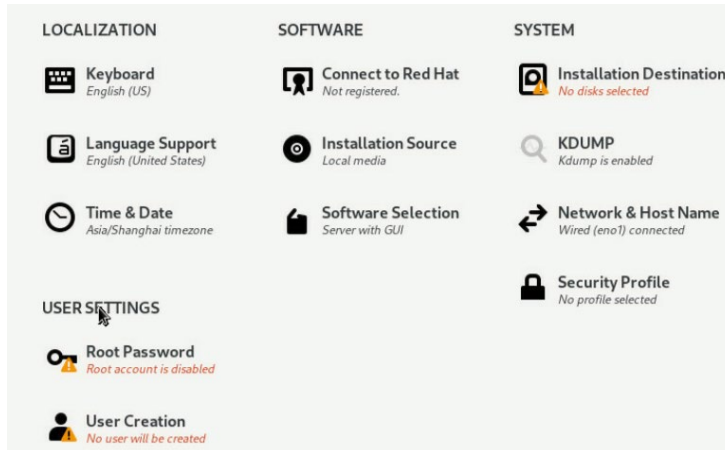 LOCALIZATION
Keyboard
English (US)
Language Support
English (United States)
Time & Date
Asia/Shanghai timezone
USER SETTINGS
Root Password
Root account is disabled
User Creation
No user will be created
SOFTWARE
Connect to Red Hat
Not registered.
Installation Source
Local media
Software Selection
Server with GUI
SYSTEM
Installation Destination
No disks selected
KDUMP
Kdump is enabled
Network & Host Name
Wired (eno1) connected
Security Profile
No profile selected